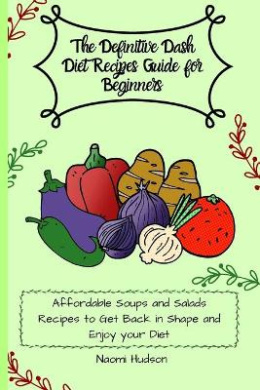 The Definitive Dash
Diet Recipes Guide for
Beginners
Affordable Soups and Salads
Recipes to Get Back in Shape and
Enjoy your Diet
Naomi Hudson